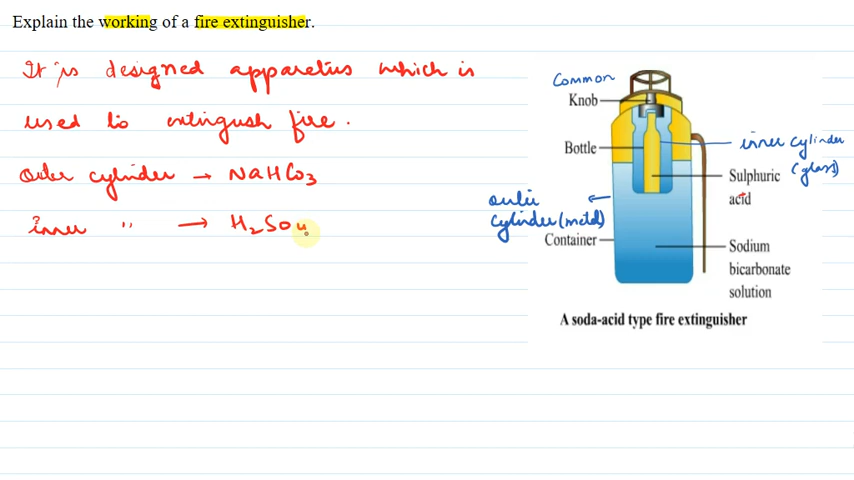 Explain the working of a fire extinguisher.
It is designed apparatus which is
used to extingush fire.
Outer cylinder → NaHCO3
inner " → H2SO4
Common
Knob
Bottle
inner cylinder
(glass)
Sulphuric
acid
outer
cylinder (metal)
Container
Sodium
bicarbonate
solution
A soda-acid type fire extinguisher